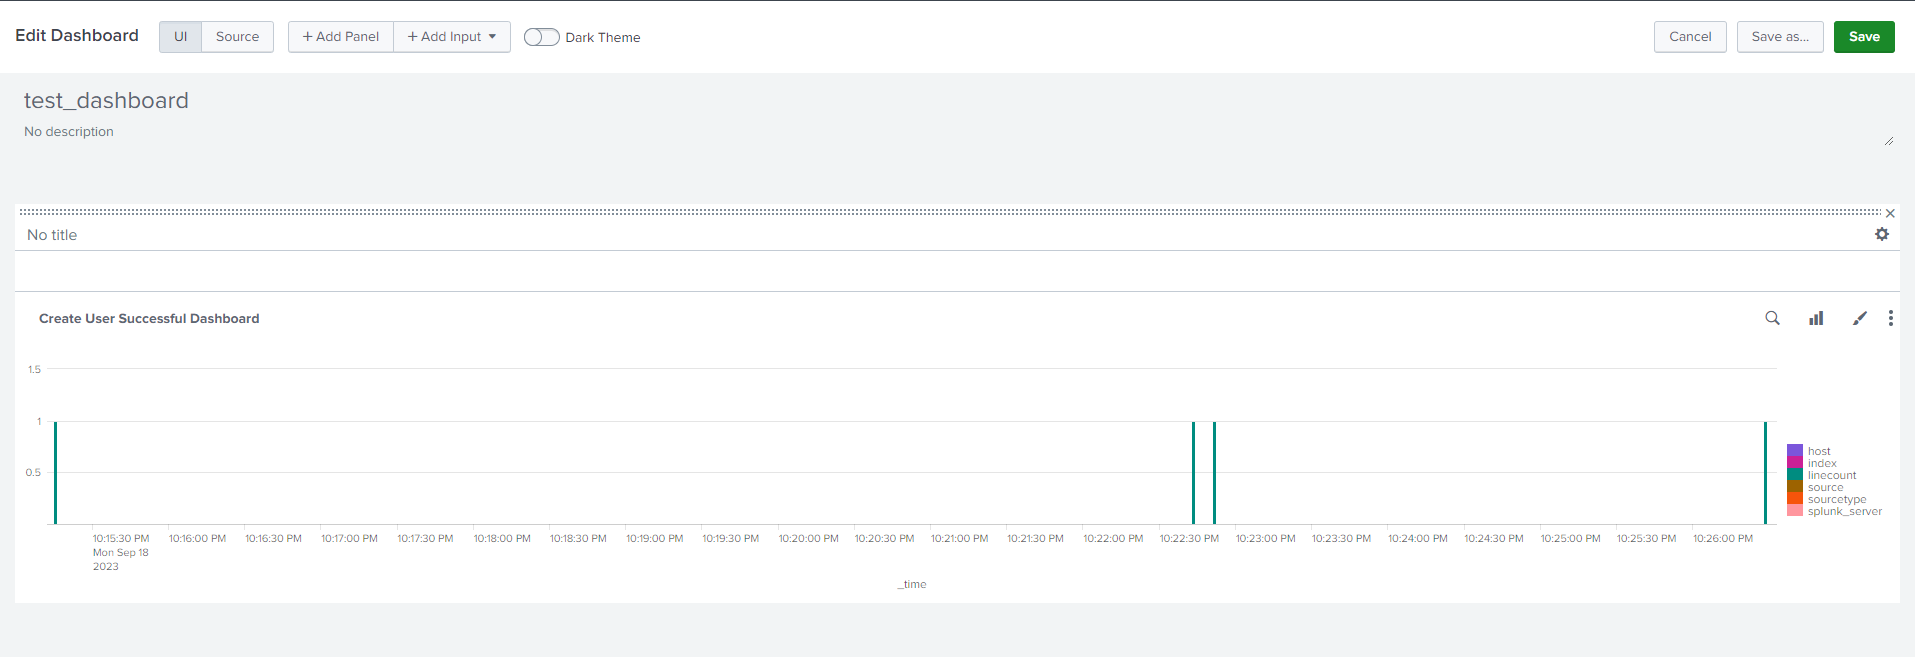 Edit Dashboard UI Source + Add Panel + Add Input Dark Theme Cancel Save as... Save
test_dashboard
No description
No title
Create User Successful Dashboard
1.5
1
0.5
host
index
linecount
source
sourcetype
splunk_server
10:15:30 PM 10:16:00 PM 10:16:30 PM 10:17:00 PM 10:17:30 PM 10:18:00 PM 10:18:30 PM 10:19:00 PM 10:19:30 PM 10:20:00 PM 10:20:30 PM 10:21:00 PM 10:21:30 PM 10:22:00 PM 10:22:30 PM 10:23:00 PM 10:23:30 PM 10:24:00 PM 10:24:30 PM 10:25:00 PM 10:25:30 PM 10:26:00 PM
Mon Sep 18
2023
_time